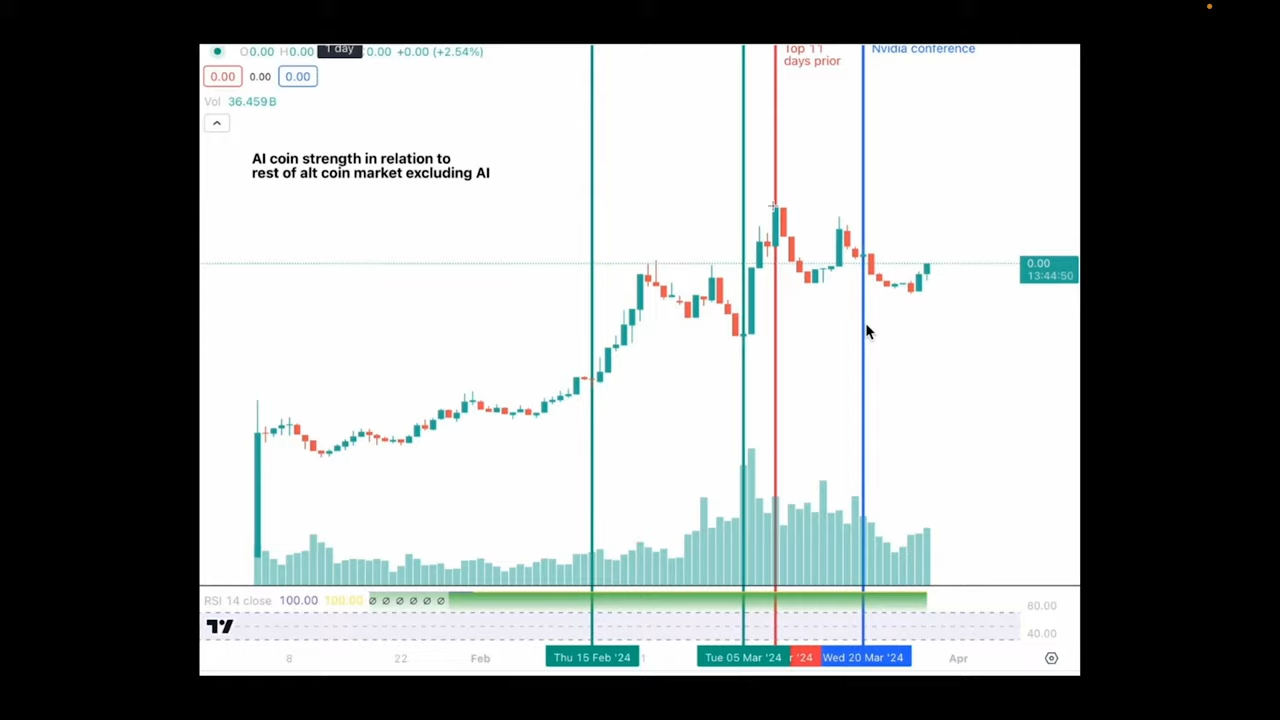 O0.00 H0.00 1 day 0.00 +0.00 (+2.54%)
Top 11
days prior
Nvidia conference
0.00 0.00 0.00
Vol 36.459B
AI coin strength in relation to
rest of alt coin market excluding AI
0.00
13:44:50
RSI 14 close 100.00 100.00 ø ø ø ø ø ø
80.00
40.00
8 22 Feb Thu 15 Feb '24 1 Tue 05 Mar '24 r '24 Wed 20 Mar '24 Apr